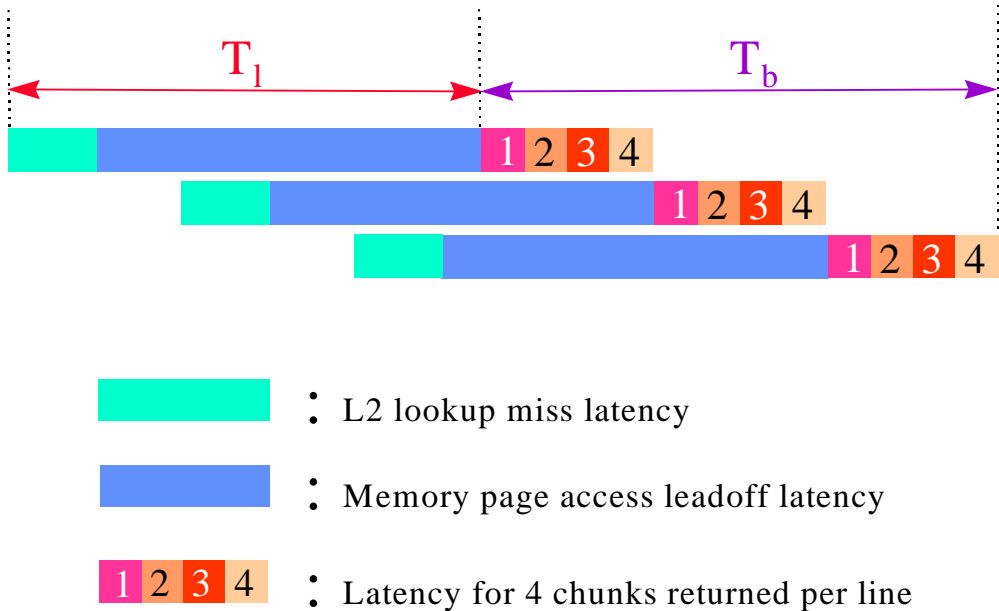 T_l T_b
1 2 3 4
1 2 3 4
1 2 3 4
: L2 lookup miss latency
: Memory page access leadoff latency
1 2 3 4 : Latency for 4 chunks returned per line